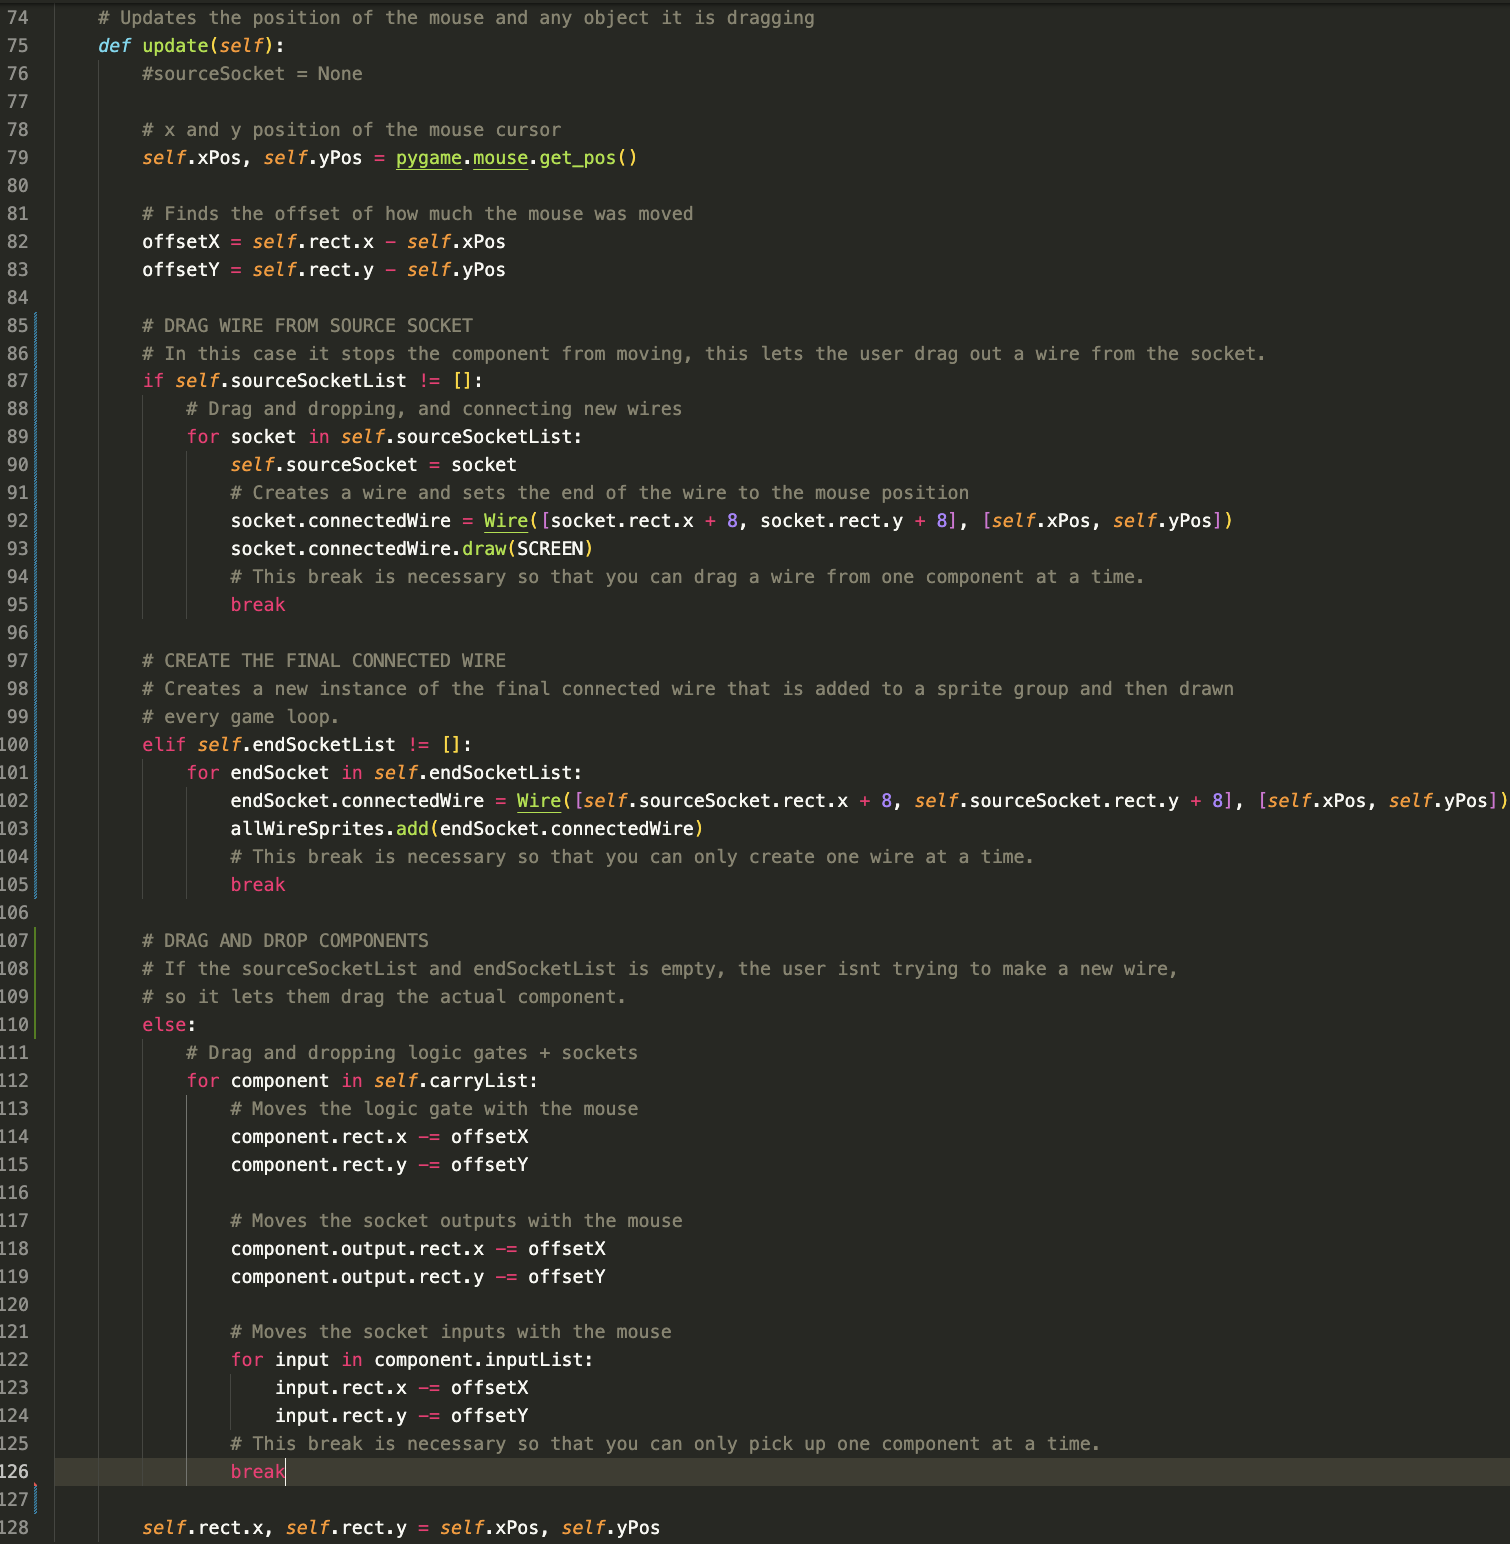 74 # Updates the position of the mouse and any object it is dragging
75 def update(self):
76 #sourceSocket = None
77
78 # x and y position of the mouse cursor
79 self.xPos, self.yPos = pygame.mouse.get_pos()
80
81 # Finds the offset of how much the mouse was moved
82 offsetX = self.rect.x - self.xPos
83 offsetY = self.rect.y - self.yPos
84
85 # DRAG WIRE FROM SOURCE SOCKET
86 # In this case it stops the component from moving, this lets the user drag out a wire from the socket.
87 if self.sourceSocketList != []:
88 # Drag and dropping, and connecting new wires
89 for socket in self.sourceSocketList:
90 self.sourceSocket = socket
91 # Creates a wire and sets the end of the wire to the mouse position
92 socket.connectedWire = Wire([socket.rect.x + 8, socket.rect.y + 8], [self.xPos, self.yPos])
93 socket.connectedWire.draw(SCREEN)
94 # This break is necessary so that you can drag a wire from one component at a time.
95 break
96
97 # CREATE THE FINAL CONNECTED WIRE
98 # Creates a new instance of the final connected wire that is added to a sprite group and then drawn
99 # every game loop.
100 elif self.endSocketList != []:
101 for endSocket in self.endSocketList:
102 endSocket.connectedWire = Wire([self.sourceSocket.rect.x + 8, self.sourceSocket.rect.y + 8], [self.xPos, self.yPos])
103 allWireSprites.add(endSocket.connectedWire)
104 # This break is necessary so that you can only create one wire at a time.
105 break
106
107 # DRAG AND DROP COMPONENTS
108 # If the sourceSocketList and endSocketList is empty, the user isnt trying to make a new wire,
109 # so it lets them drag the actual component.
110 else:
111 # Drag and dropping logic gates + sockets
112 for component in self.carryList:
113 # Moves the logic gate with the mouse
114 component.rect.x -= offsetX
115 component.rect.y -= offsetY
116
117 # Moves the socket outputs with the mouse
118 component.output.rect.x -= offsetX
119 component.output.rect.y -= offsetY
120
121 # Moves the socket inputs with the mouse
122 for input in component.inputList:
123 input.rect.x -= offsetX
124 input.rect.y -= offsetY
125 # This break is necessary so that you can only pick up one component at a time.
126 break
127
128 self.rect.x, self.rect.y = self.xPos, self.yPos